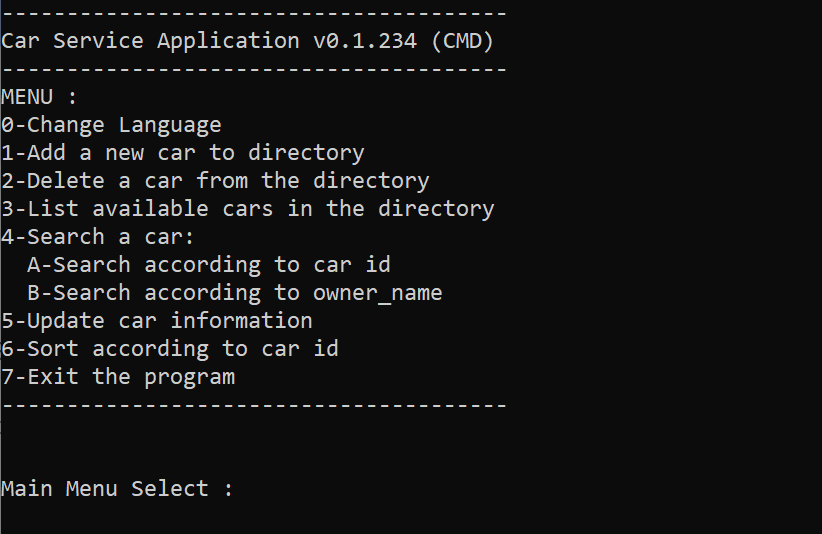 ---------------------------------------
Car Service Application v0.1.234 (CMD)
---------------------------------------
MENU :
0-Change Language
1-Add a new car to directory
2-Delete a car from the directory
3-List available cars in the directory
4-Search a car:
  A-Search according to car id
  B-Search according to owner_name
5-Update car information
6-Sort according to car id
7-Exit the program
---------------------------------------
Main Menu Select :